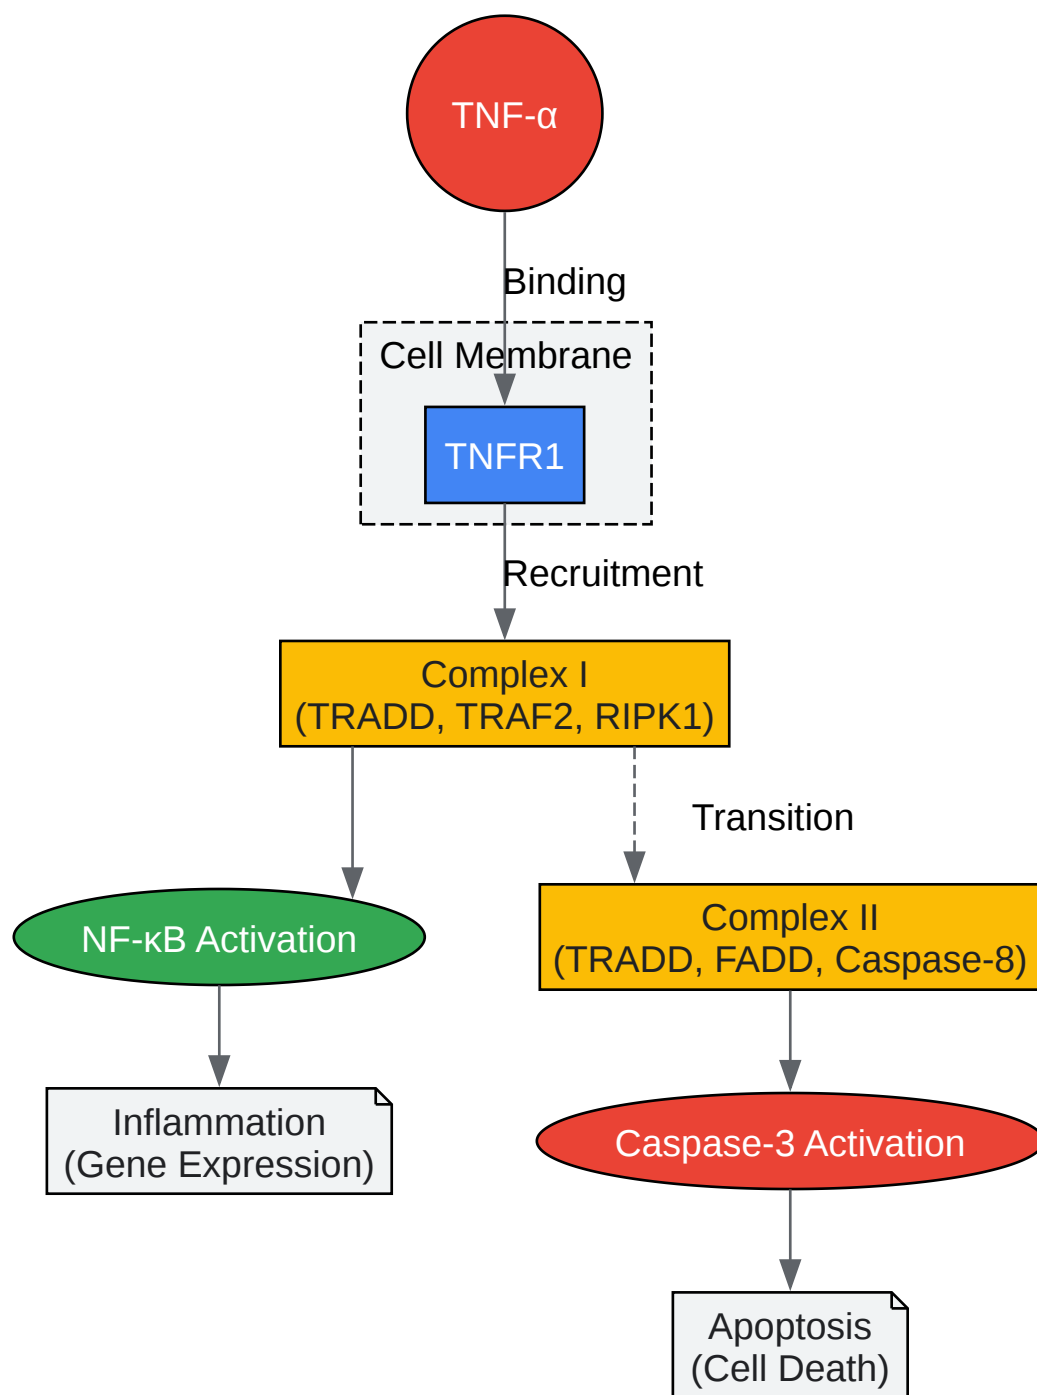 TNF-α
Binding
Cell Membrane
TNFR1
Recruitment
Complex I
(TRADD, TRAF2, RIPK1)
Transition
NF-κB Activation
Complex II
(TRADD, FADD, Caspase-8)
Inflammation
(Gene Expression)
Caspase-3 Activation
Apoptosis
(Cell Death)